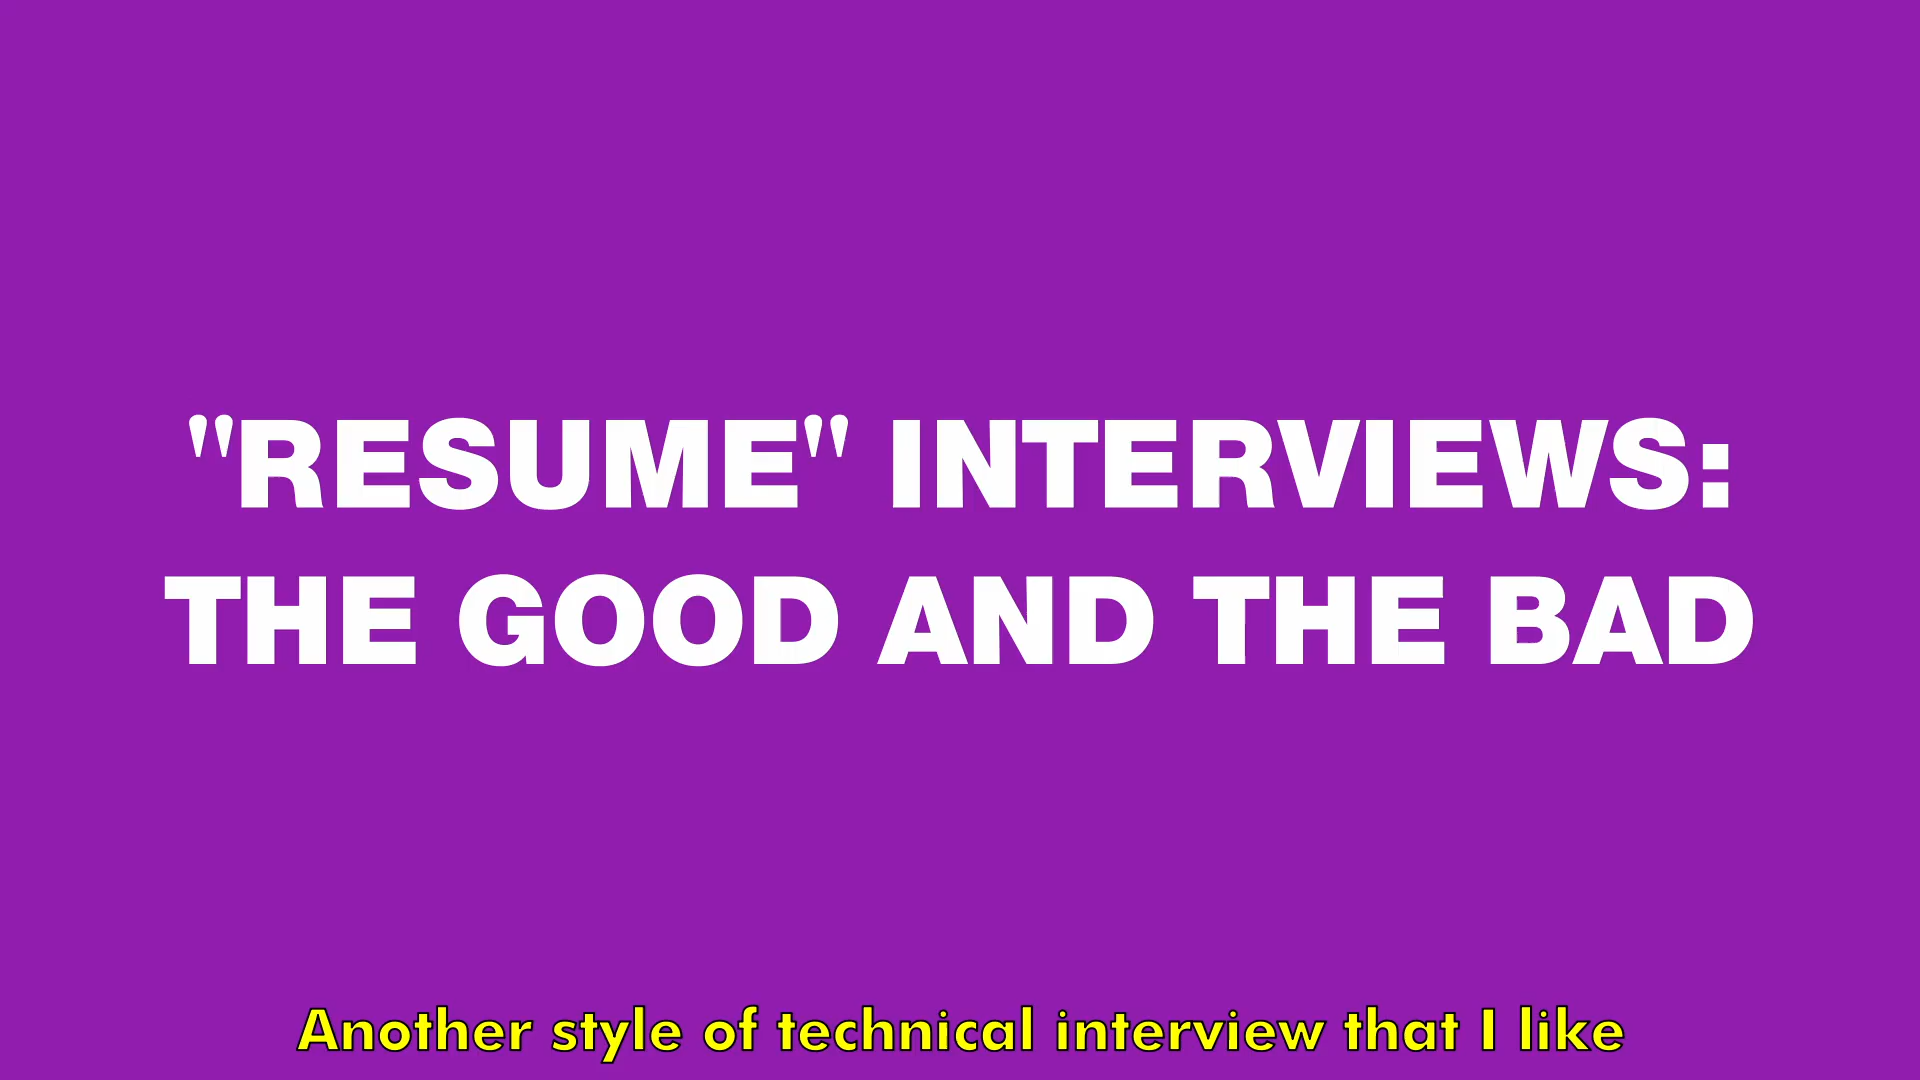 "RESUME" INTERVIEWS:
THE GOOD AND THE BAD
Another style of technical interview that I like